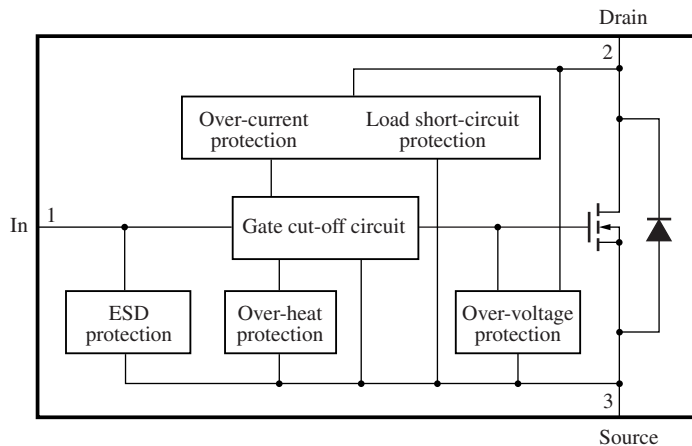 Drain
2
Over-current
protection
Load short-circuit
protection
In
1
Gate cut-off circuit
ESD
protection
Over-heat
protection
Over-voltage
protection
3
Source